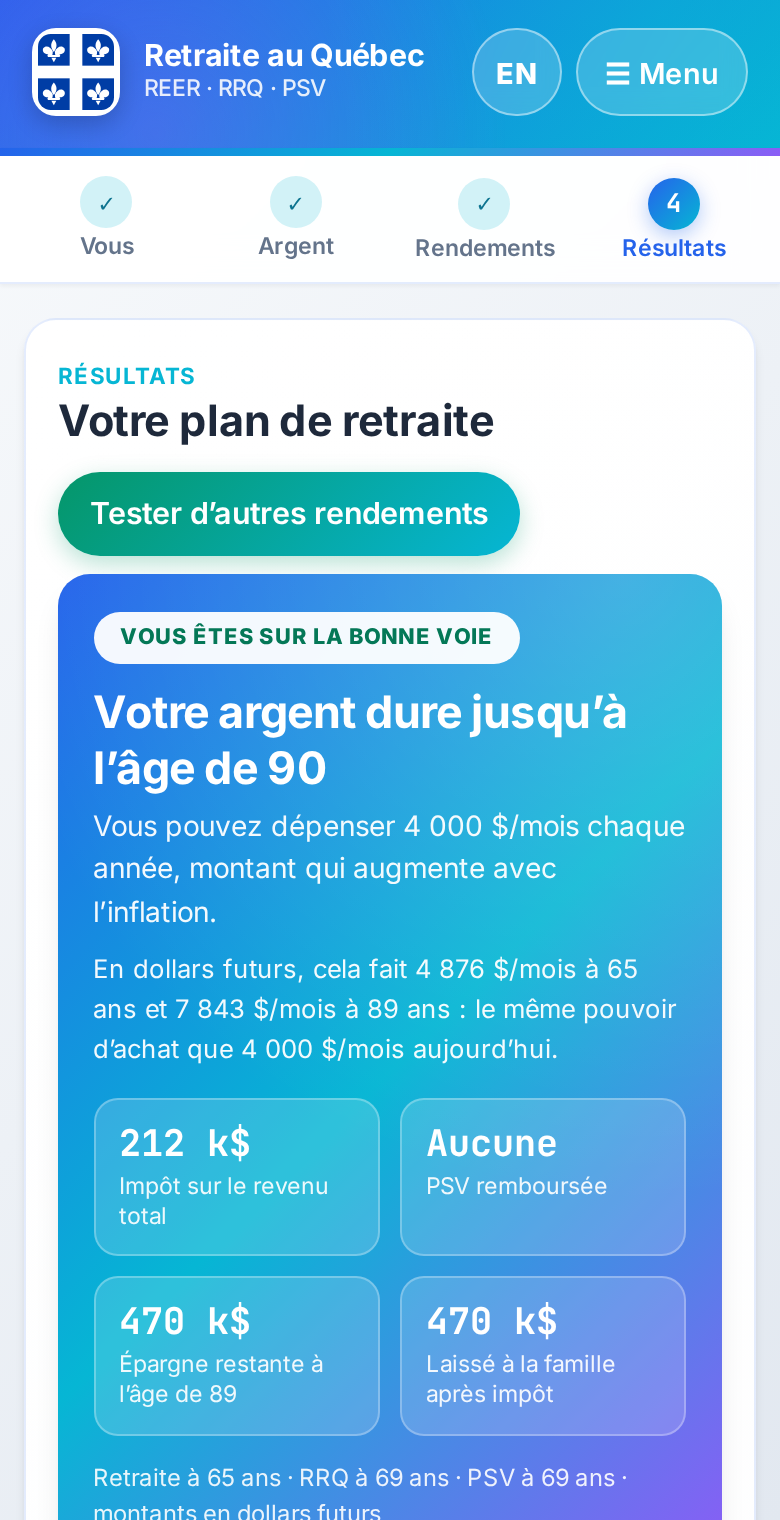 Retraite au Québec
REER · RRQ · PSV
EN
☰ Menu
✓
Vous
✓
Argent
✓
Rendements
4
Résultats
RÉSULTATS
Votre plan de retraite
Tester d’autres rendements
VOUS ÊTES SUR LA BONNE VOIE
Votre argent dure jusqu’à
l’âge de 90
Vous pouvez dépenser 4 000 $/mois chaque
année, montant qui augmente avec
l’inflation.
En dollars futurs, cela fait 4 876 $/mois à 65
ans et 7 843 $/mois à 89 ans : le même pouvoir
d’achat que 4 000 $/mois aujourd’hui.
212 k$
Impôt sur le revenu
total
Aucune
PSV remboursée
470 k$
Épargne restante à
l’âge de 89
470 k$
Laissé à la famille
après impôt
Retraite à 65 ans · RRQ à 69 ans · PSV à 69 ans ·
montants en dollars futurs